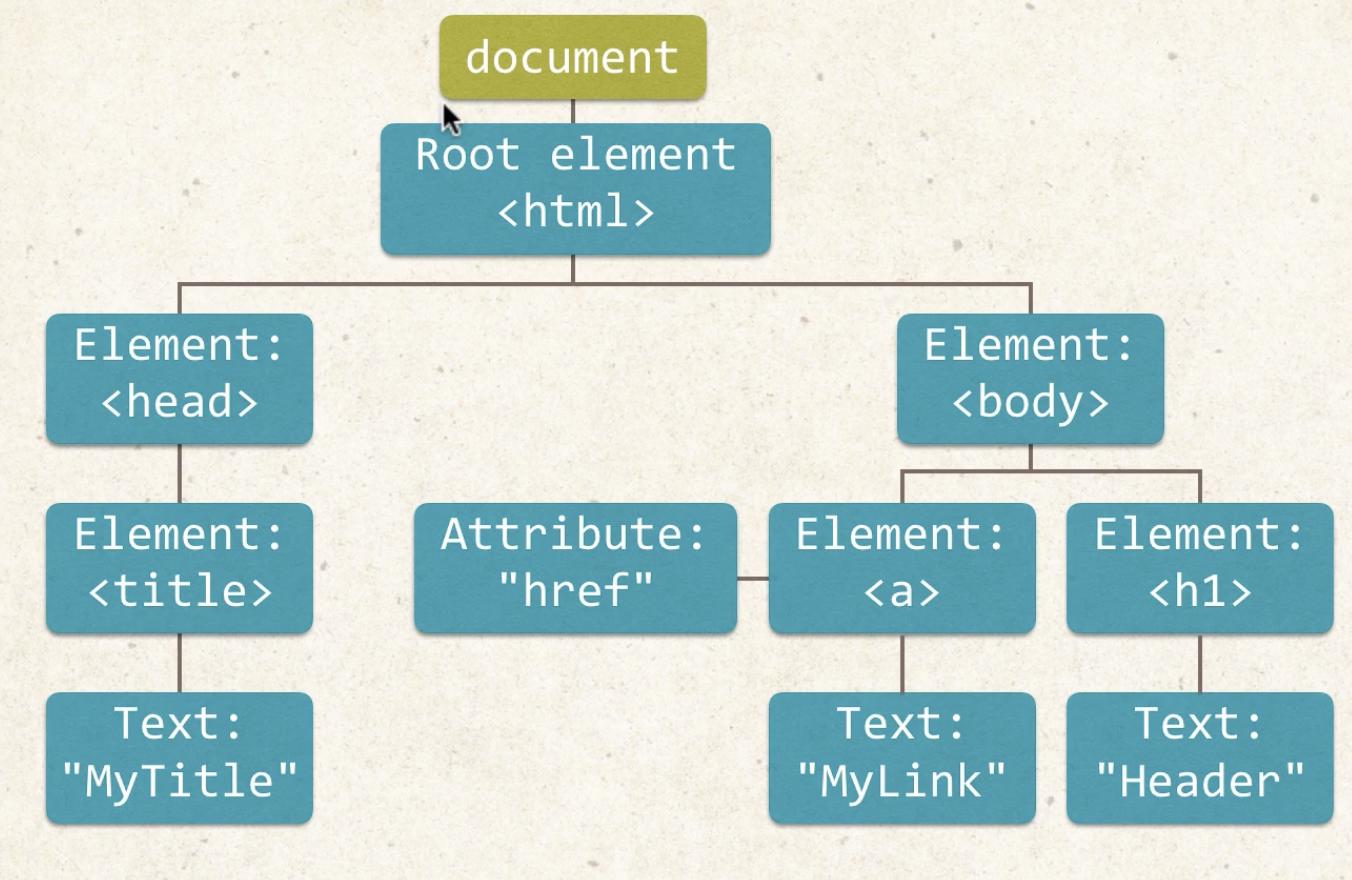 document
Root element
<html>
Element:
<head>
Element:
<body>
Element:
<title>
Attribute:
"href"
Element:
<a>
Element:
<h1>
Text:
"MyTitle"
Text:
"MyLink"
Text:
"Header"